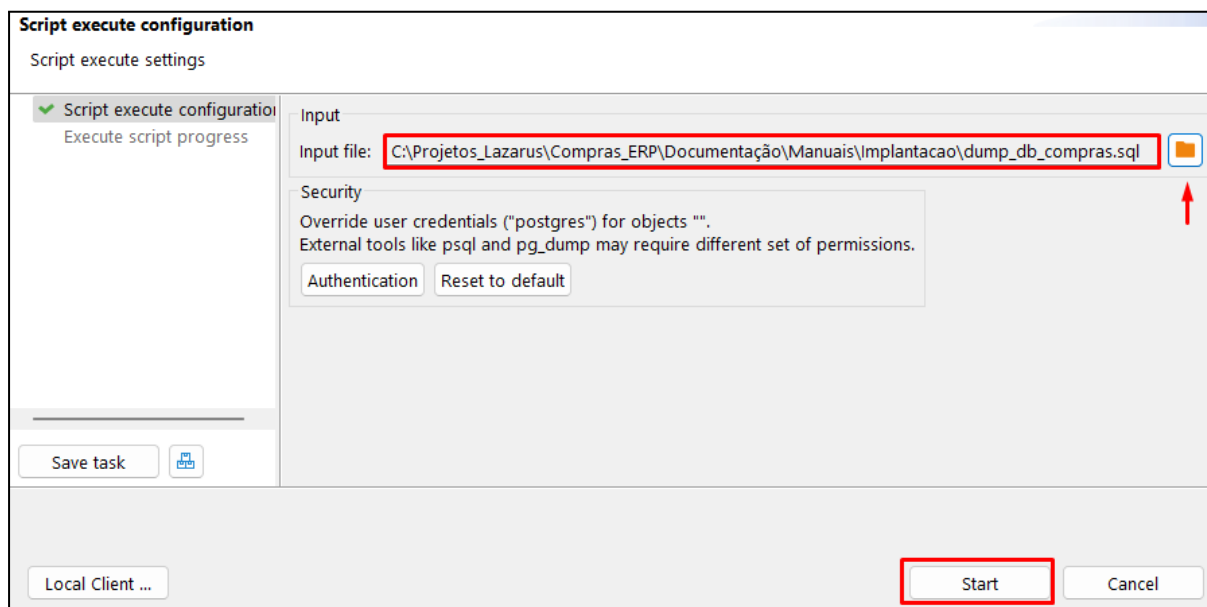 Script execute configuration
Script execute settings
Script execute configuration
Execute script progress
Input
Input file: C:\Projetos_Lazarus\Compras_ERP\Documentação\Manuais\Implantacao\dump_db_compras.sql
Security
Override user credentials ("postgres") for objects "".
External tools like psql and pg_dump may require different set of permissions.
Authentication Reset to default
Save task
Local Client ... Start Cancel